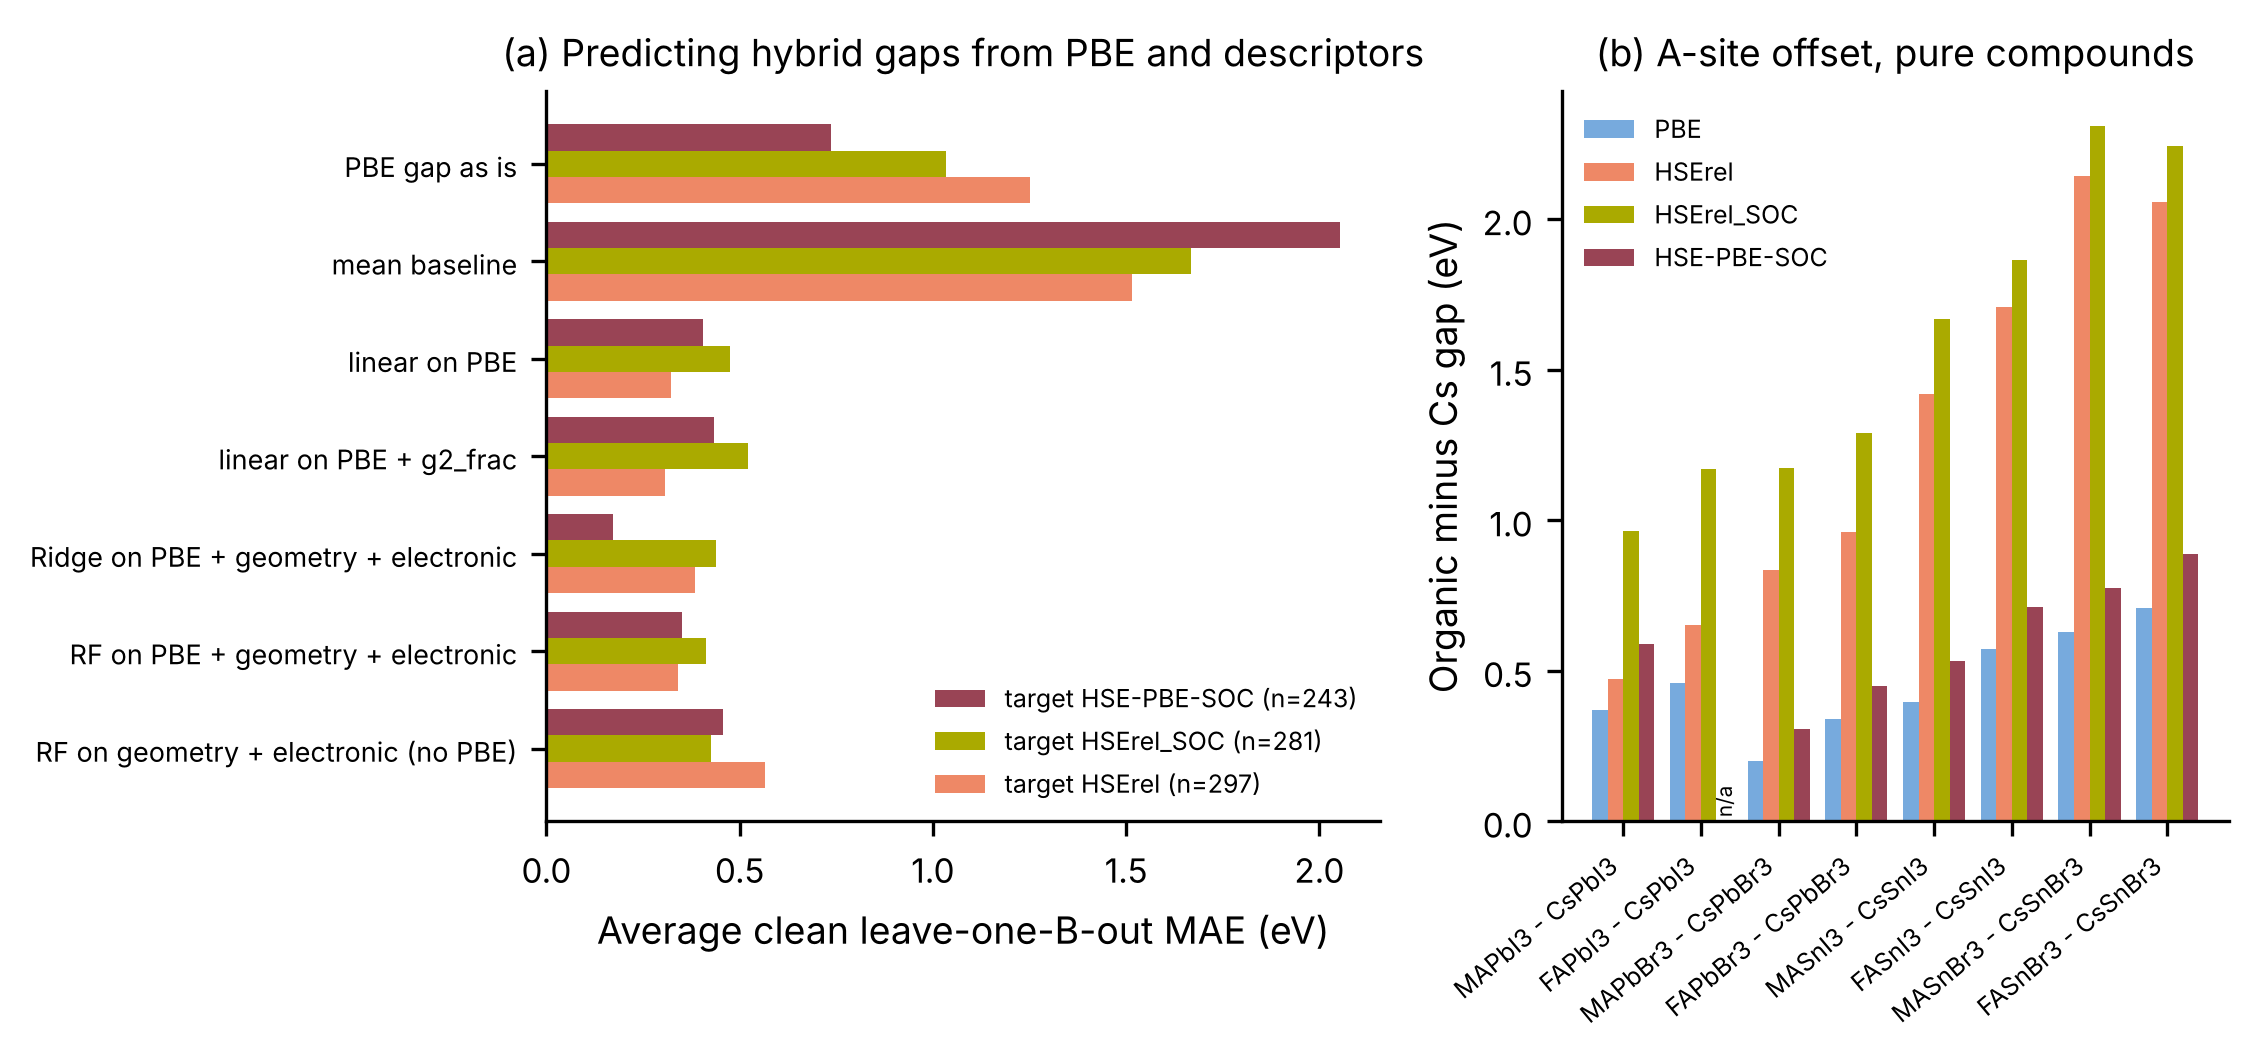 (a) Predicting hybrid gaps from PBE and descriptors
PBE gap as is
mean baseline
linear on PBE
linear on PBE + g2_frac
Ridge on PBE + geometry + electronic
RF on PBE + geometry + electronic
RF on geometry + electronic (no PBE)
target HSE-PBE-SOC (n=243)
target HSErel_SOC (n=281)
target HSErel (n=297)
0.0
0.5
1.0
1.5
2.0
Average clean leave-one-B-out MAE (eV)
(b) A-site offset, pure compounds
PBE
HSErel
HSErel_SOC
HSE-PBE-SOC
Organic minus Cs gap (eV)
2.0
1.5
1.0
0.5
0.0
n/a
MAPbI3 - CsPbI3
FAPbI3 - CsPbI3
MAPbBr3 - CsPbBr3
FAPbBr3 - CsPbBr3
MASnI3 - CsSnI3
FASnI3 - CsSnI3
MASnBr3 - CsSnBr3
FASnBr3 - CsSnBr3